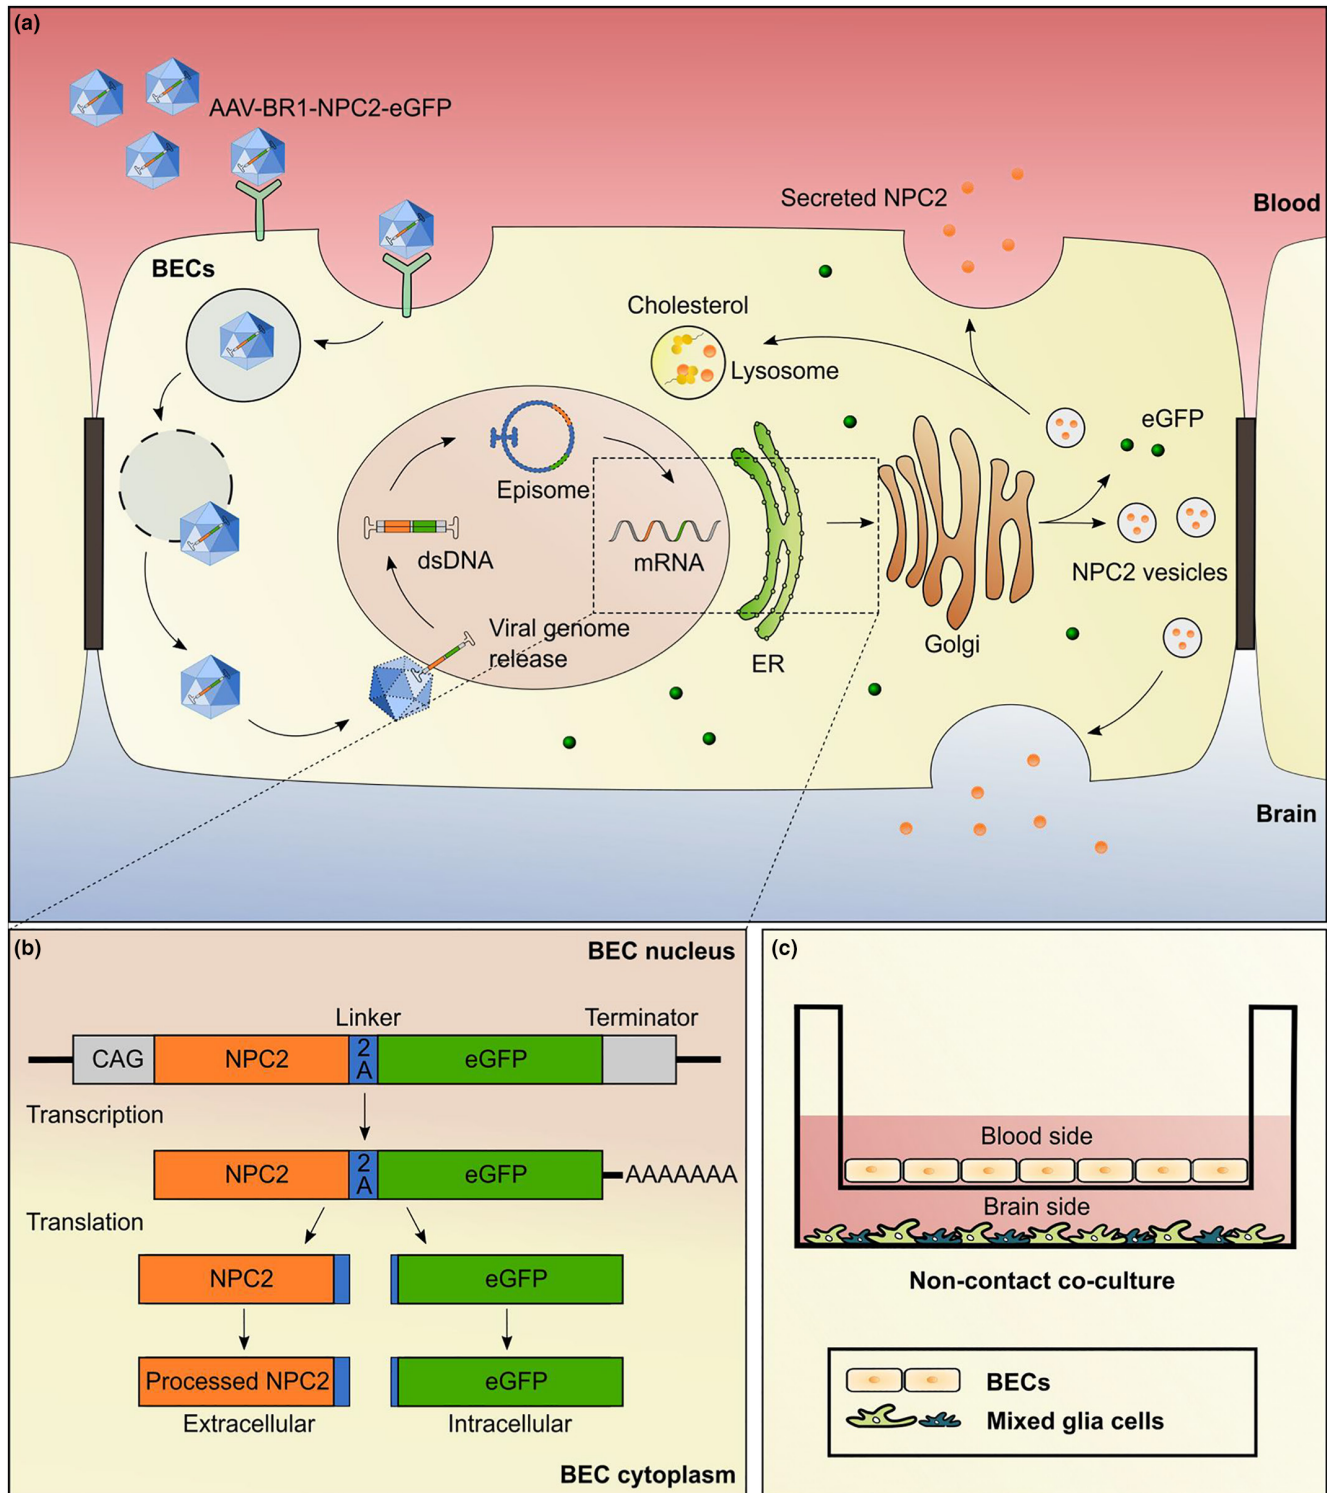 (a)
AAV-BR1-NPC2-eGFP
Secreted NPC2
Blood
BECs
Cholesterol
Lysosome
eGFP
Episome
dsDNA
mRNA
NPC2 vesicles
Viral genome
release
ER
Golgi
Brain
(b)
BEC nucleus
Linker
Terminator
CAG
NPC2
2
A
eGFP
Transcription
NPC2
2
A
eGFP
AAAAAAA
Translation
NPC2
eGFP
Processed NPC2
eGFP
Extracellular
Intracellular
BEC cytoplasm
(c)
Blood side
Brain side
Non-contact co-culture
BECs
Mixed glia cells